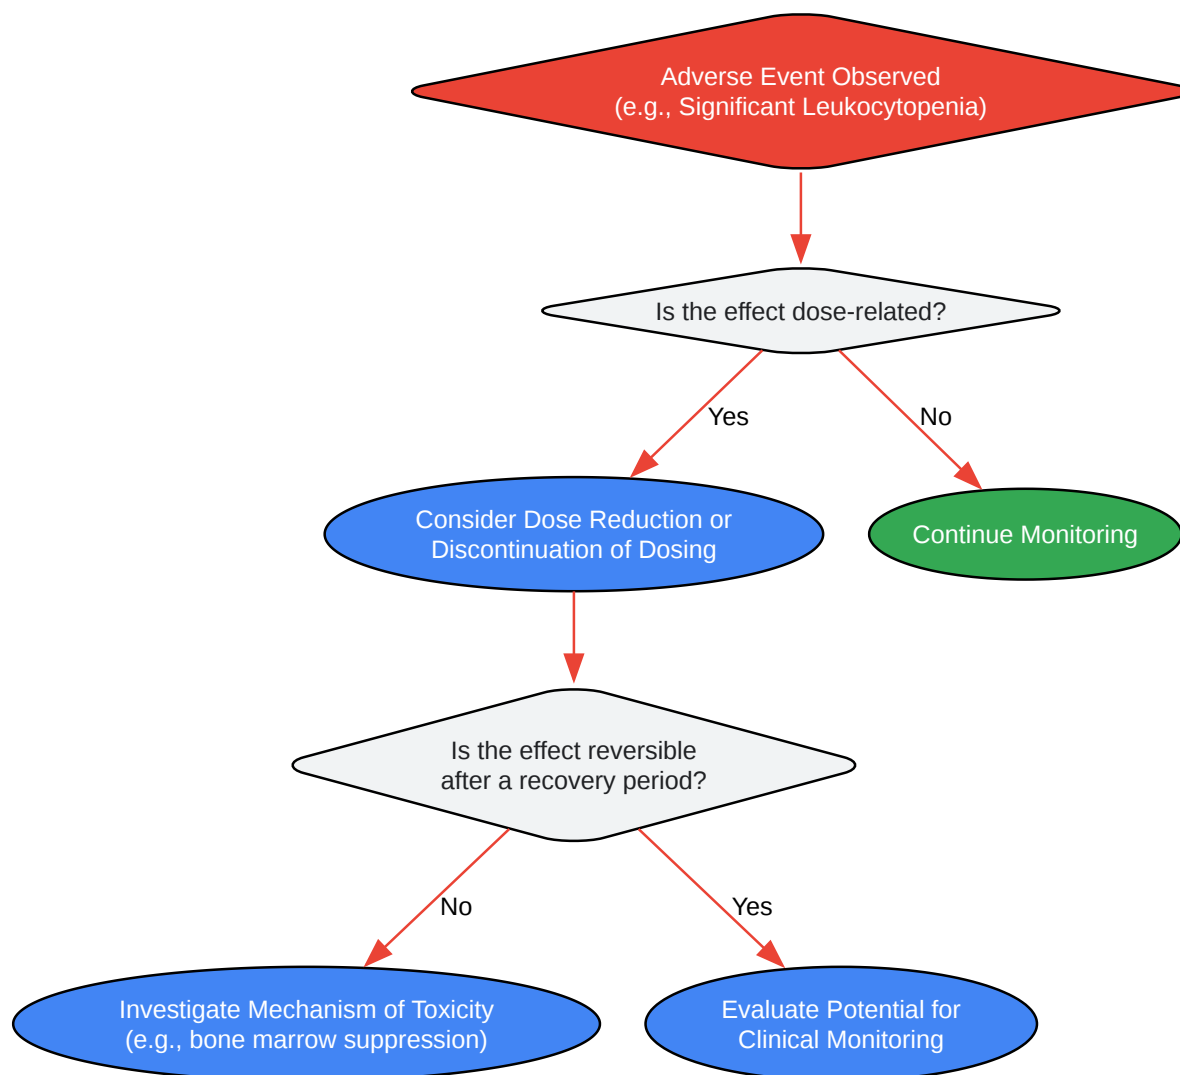 Adverse Event Observed
(e.g., Significant Leukocytopenia)
Is the effect dose-related?
Yes
No
Consider Dose Reduction or
Discontinuation of Dosing
Continue Monitoring
Is the effect reversible
after a recovery period?
No
Yes
Investigate Mechanism of Toxicity
(e.g., bone marrow suppression)
Evaluate Potential for
Clinical Monitoring